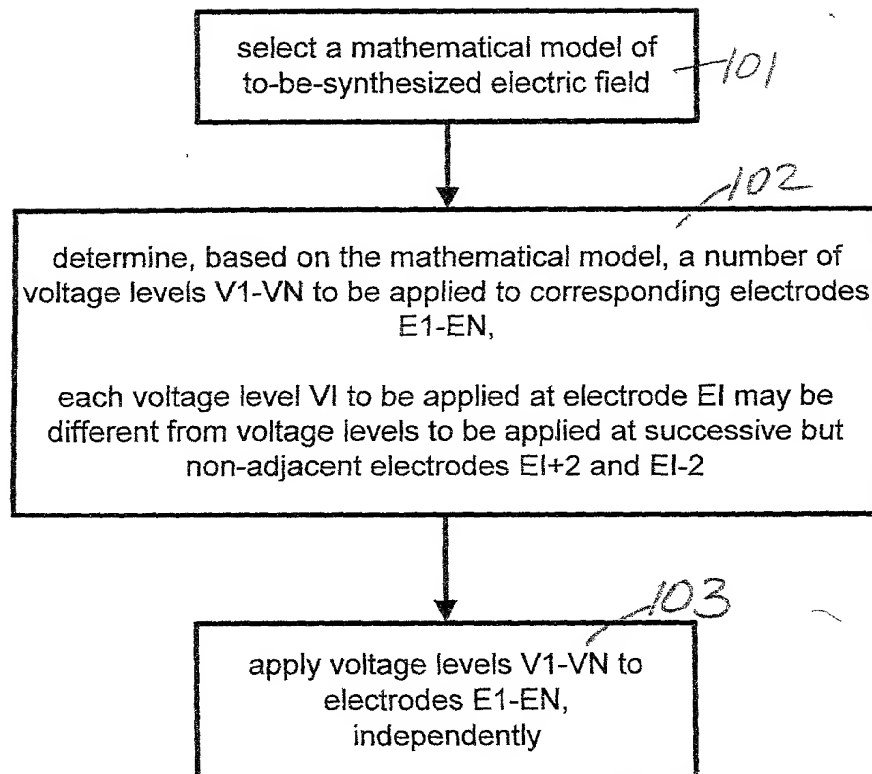 select a mathematical model of
to-be-synthesized electric field
101
102
determine, based on the mathematical model, a number of
voltage levels V1-VN to be applied to corresponding electrodes
E1-EN,
each voltage level VI to be applied at electrode EI may be
different from voltage levels to be applied at successive but
non-adjacent electrodes EI+2 and EI-2
103
apply voltage levels V1-VN to
electrodes E1-EN,
independently